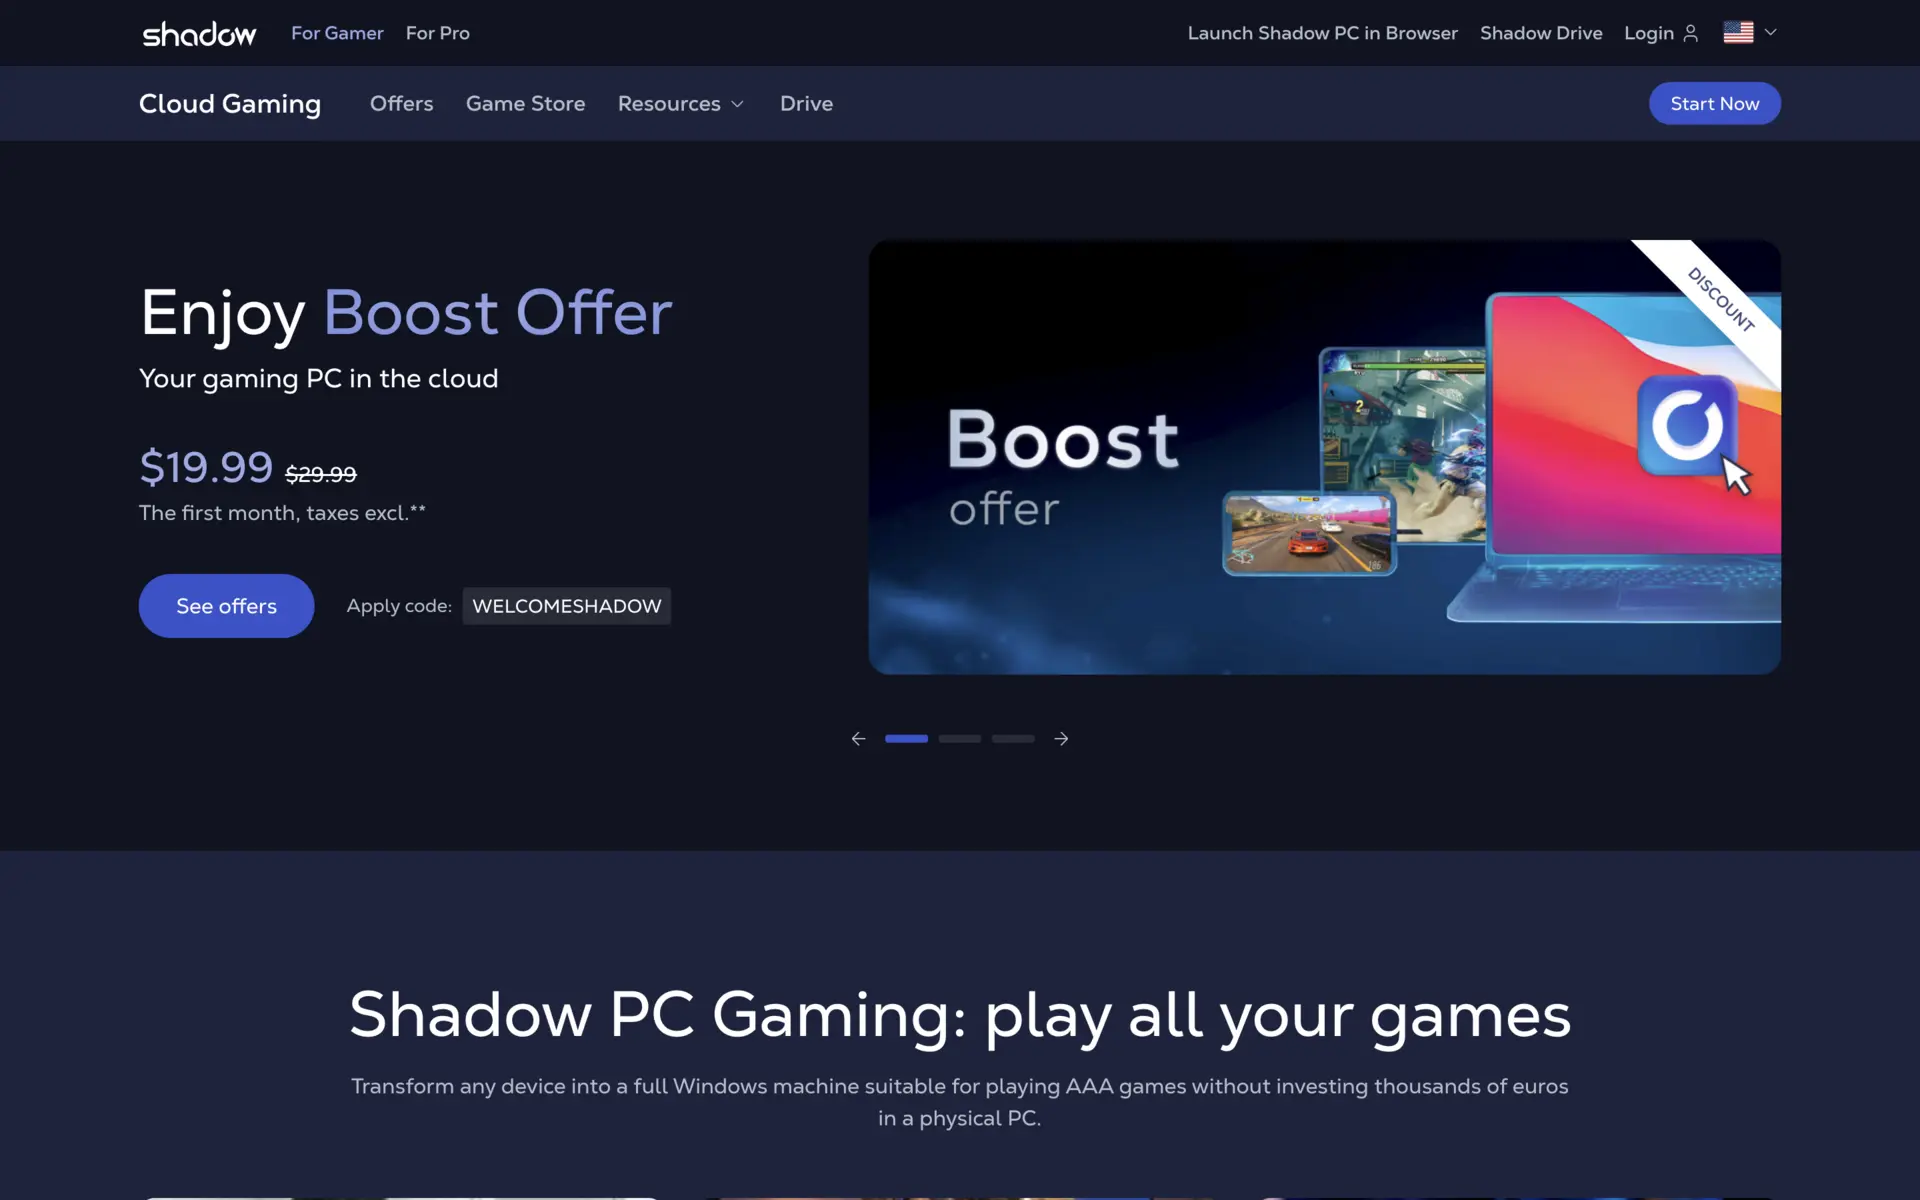 shadow
For Gamer
For Pro
Launch Shadow PC in Browser
Shadow Drive
Login
Cloud Gaming
Offers
Game Store
Resources
Drive
Start Now
Enjoy Boost Offer
Your gaming PC in the cloud
$19.99 $29.99
The first month, taxes excl.**
See offers
Apply code: WELCOMESHADOW
DISCOUNT
Boost
offer
2
186
Shadow PC Gaming: play all your games
Transform any device into a full Windows machine suitable for playing AAA games without investing thousands of euros
in a physical PC.